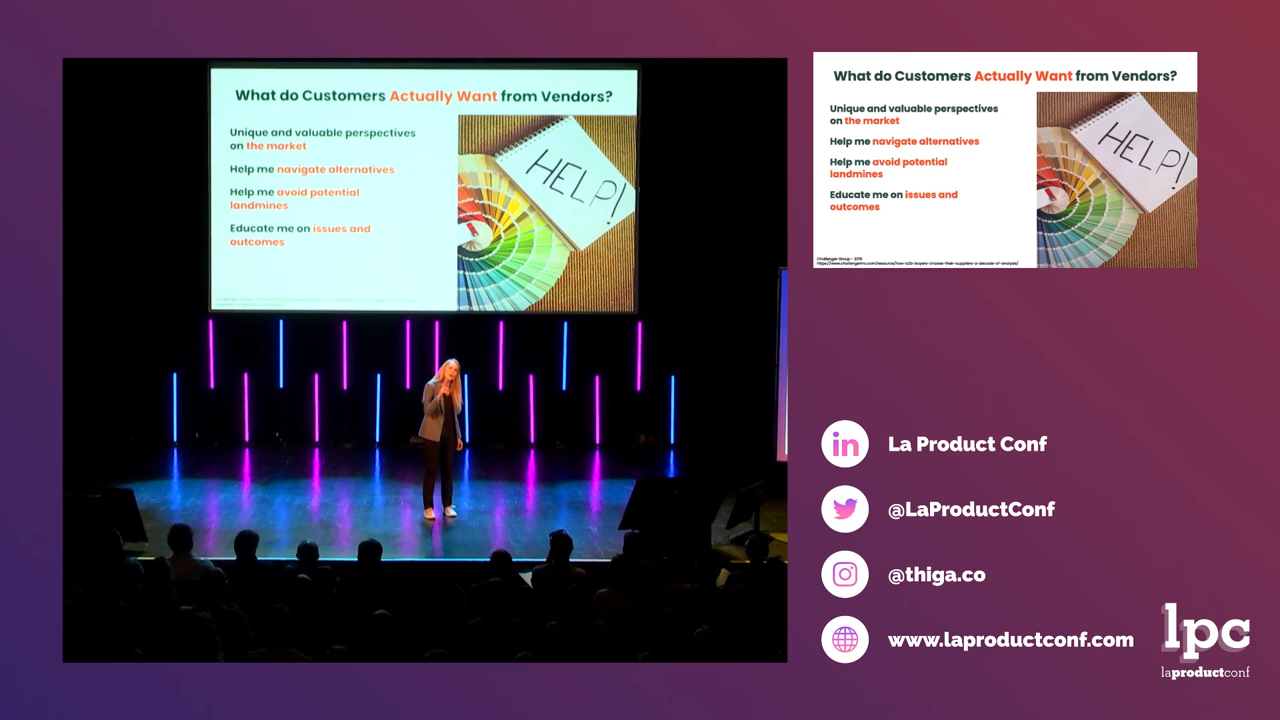 What do Customers Actually Want from Vendors?
Unique and valuable perspectives
on the market
Help me navigate alternatives
Help me avoid potential
landmines
Educate me on issues and
outcomes
HELP!
What do Customers Actually Want from Vendors?
Unique and valuable perspectives
on the market
Help me navigate alternatives
Help me avoid potential
landmines
Educate me on issues and
outcomes
HELP!
Challenger Group - 2019
in La Product Conf
@LaProductConf
@thiga.co
www.laproductconf.com
lpc
laproductconf